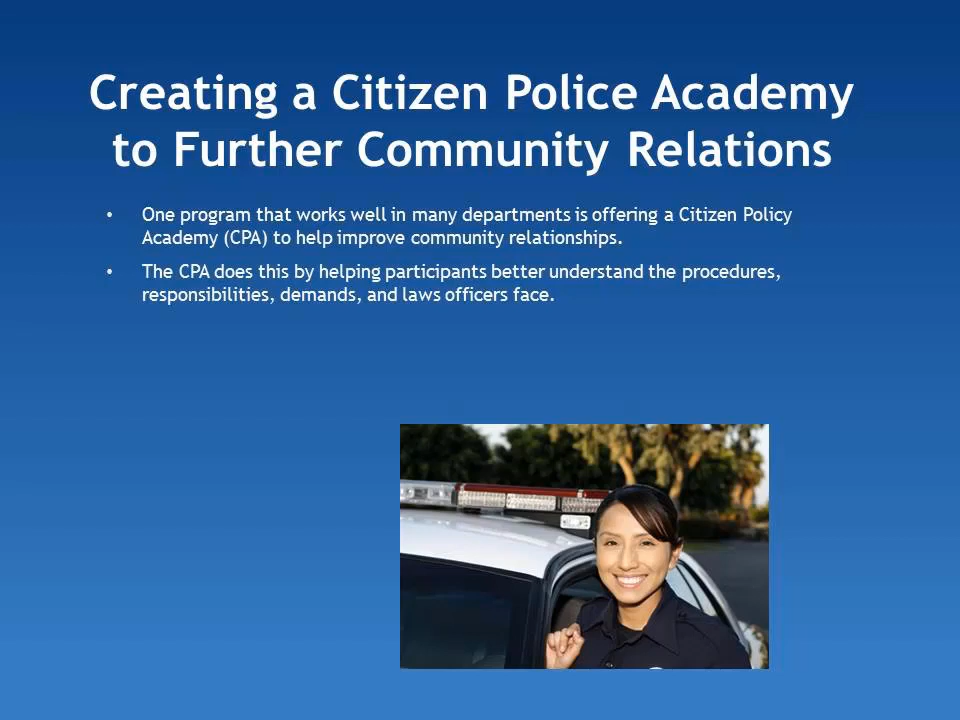 Creating a Citizen Police Academy
to Further Community Relations
• One program that works well in many departments is offering a Citizen Policy
Academy (CPA) to help improve community relationships.
• The CPA does this by helping participants better understand the procedures,
responsibilities, demands, and laws officers face.